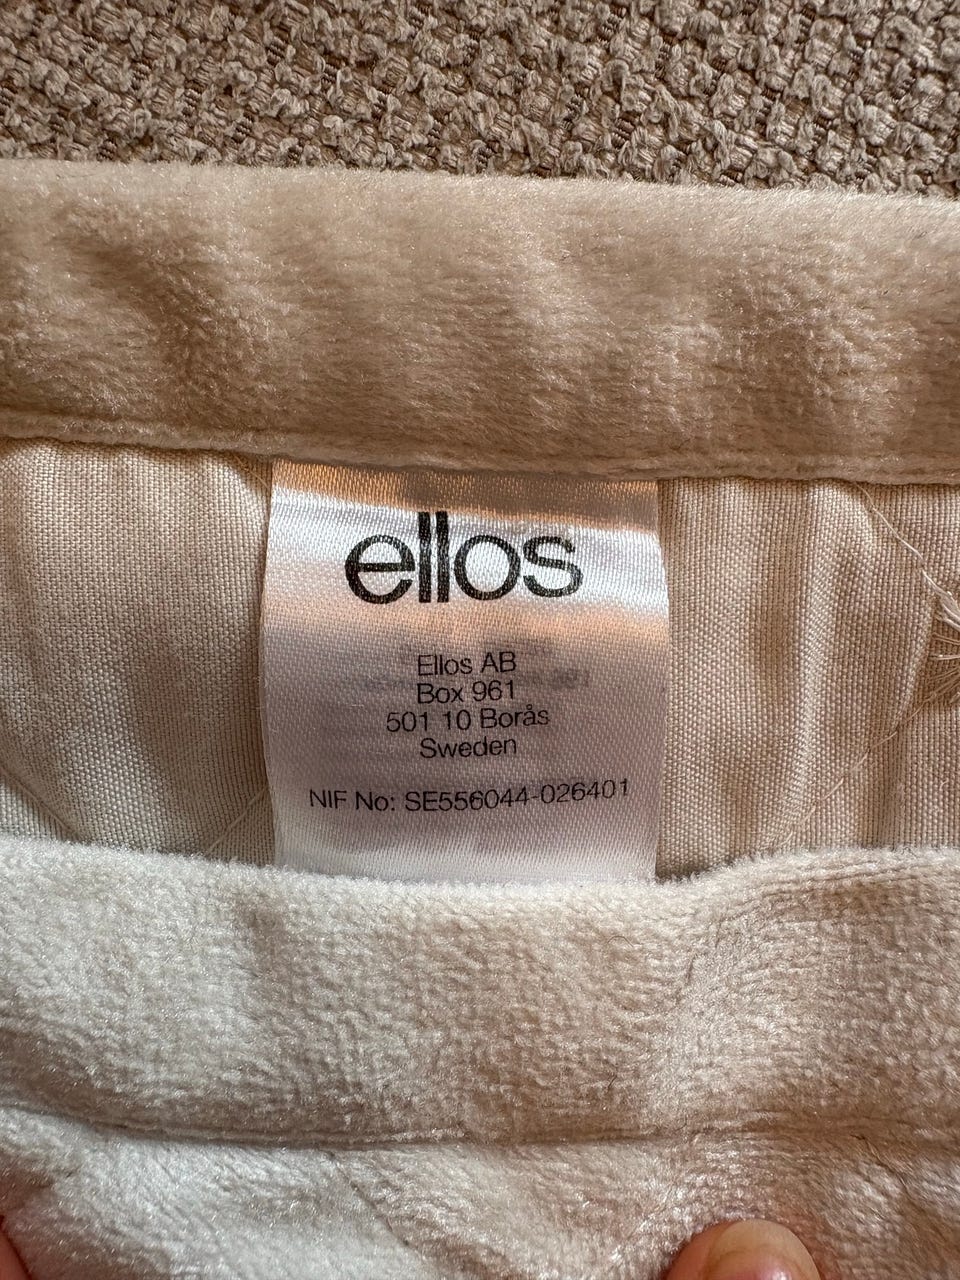 ellos
Ellos AB
Box 961
501 10 Borås
Sweden
NIF No: SE556044-026401